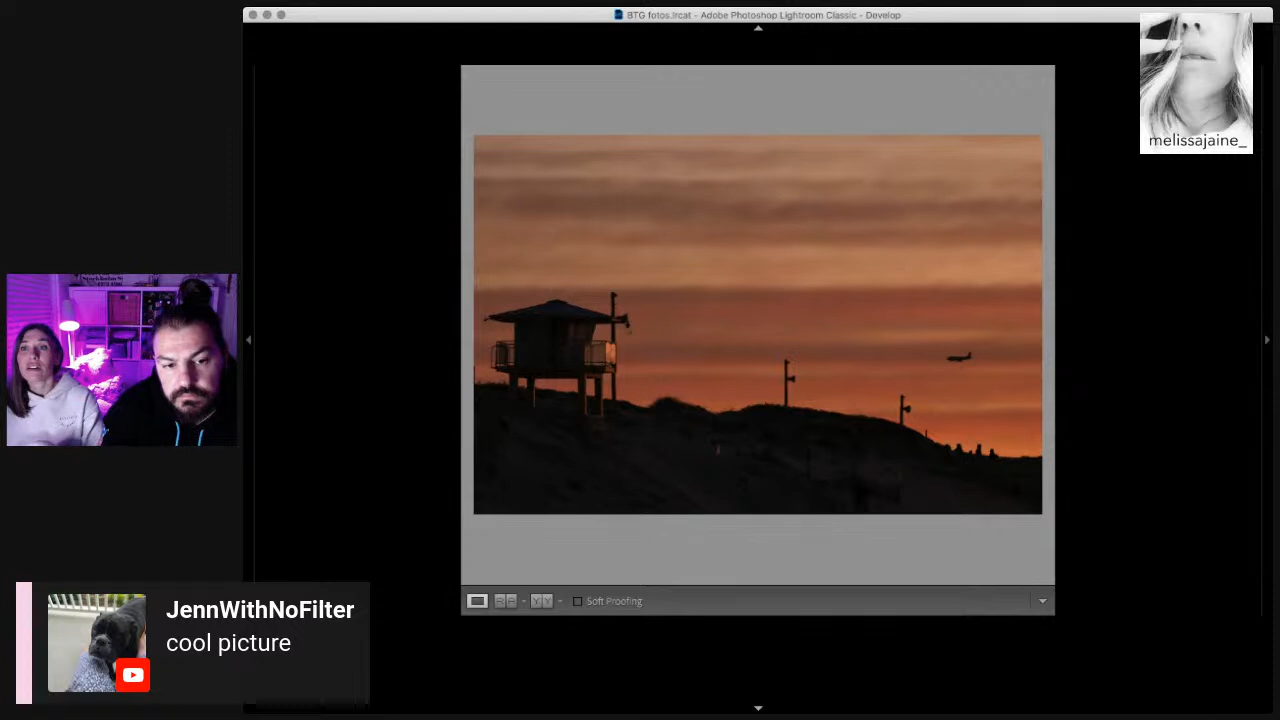 BTG fotos.lrcat - Adobe Photoshop Lightroom Classic - Develop
melissajaine_
Soft Proofing
JennWithNoFilter
cool picture